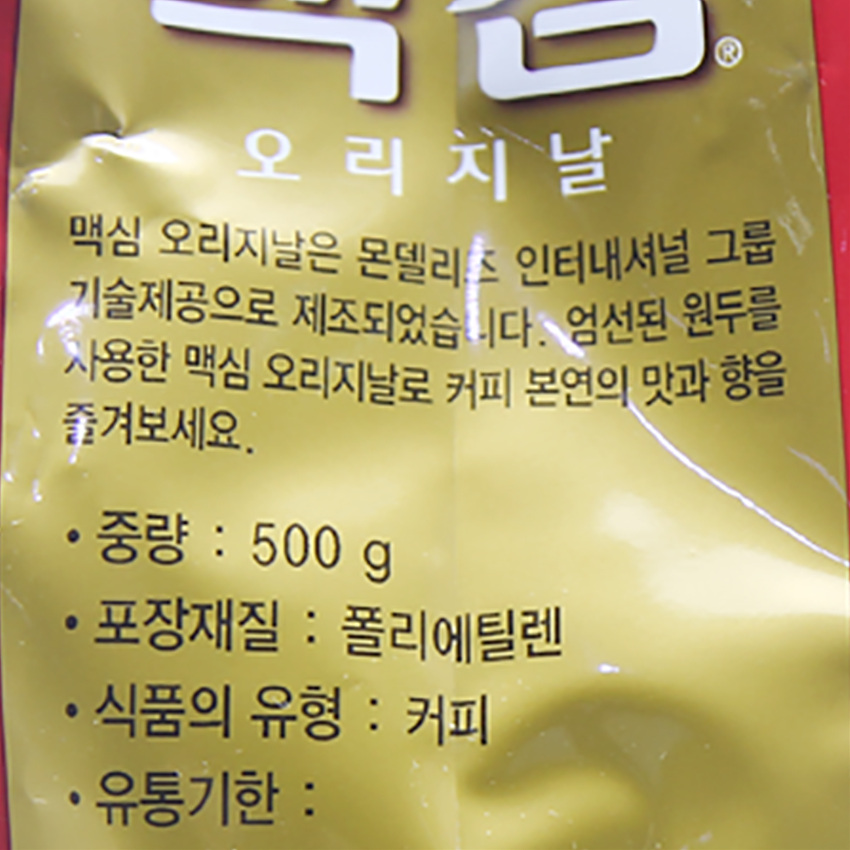 맥심®
오리지날
맥심 오리지날은 몬델리즈 인터내셔널 그룹
기술제공으로 제조되었습니다. 엄선된 원두를
사용한 맥심 오리지날로 커피 본연의 맛과 향을
즐겨보세요.
• 중량 : 500 g
• 포장재질 : 폴리에틸렌
• 식품의 유형 : 커피
• 유통기한 :